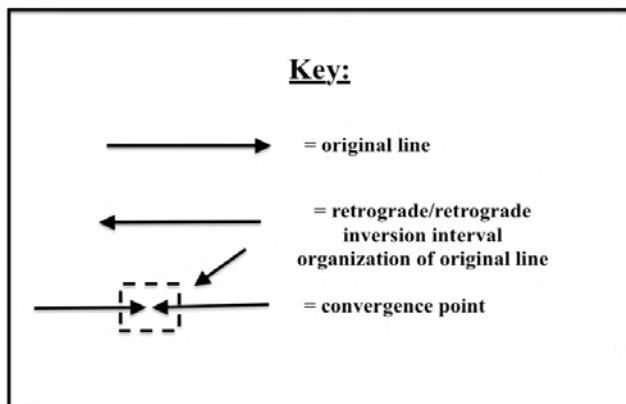 Key:
= original line
= retrograde/retrograde
inversion interval
organization of original line
= convergence point